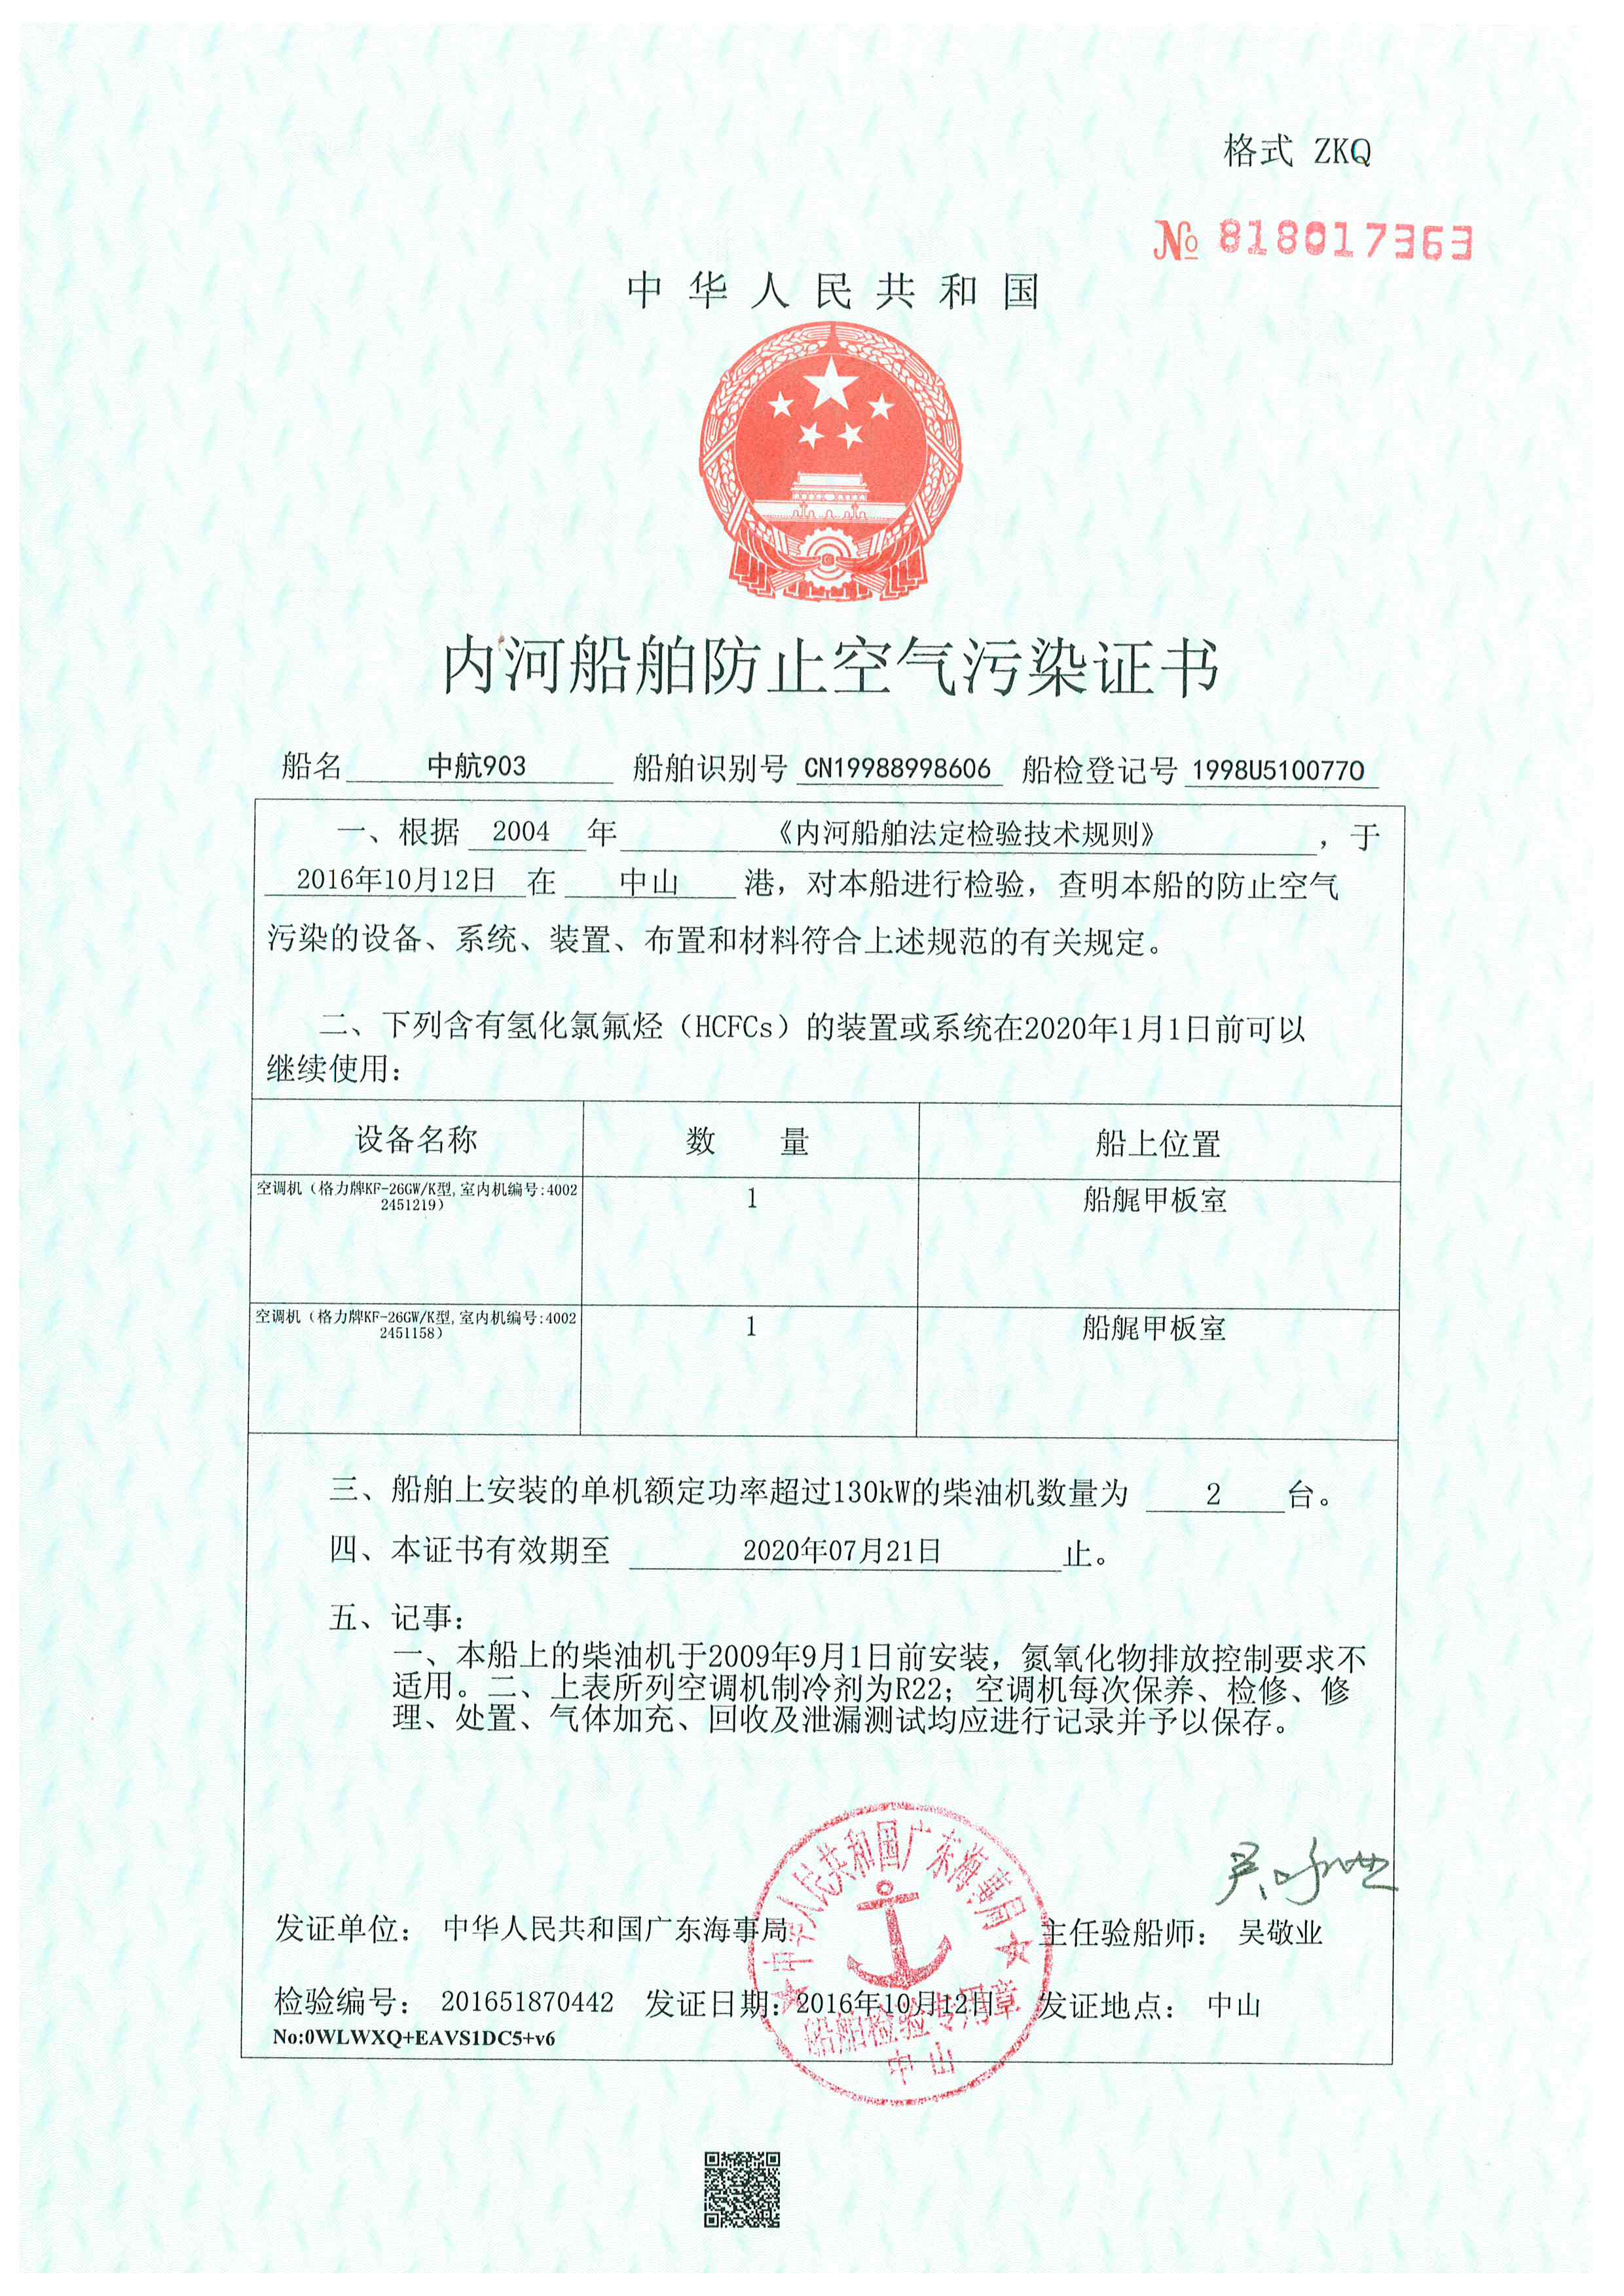 格式 ZKQ
№ 818017363
中华人民共和国
内河船舶防止空气污染证书
船名 中航903 船舶识别号 CN19988998606 船检登记号 1998U5100770
一、根据 2004 年 《内河船舶法定检验技术规则》 ，于
2016年10月12日 在 中山 港，对本船进行检验，查明本船的防止空气
污染的设备、系统、装置、布置和材料符合上述规范的有关规定。
二、下列含有氢化氯氟烃（HCFCs）的装置或系统在2020年1月1日前可以
继续使用：
设备名称 数 量 船上位置
空调机（格力牌KF-26GW/K型,室内机编号:4002
2451219） 1 船艉甲板室
空调机（格力牌KF-26GW/K型,室内机编号:4002
2451158） 1 船艉甲板室
三、船舶上安装的单机额定功率超过130kW的柴油机数量为 2 台。
四、本证书有效期至 2020年07月21日 止。
五、记事：
一、本船上的柴油机于2009年9月1日前安装，氮氧化物排放控制要求不
适用。二、上表所列空调机制冷剂为R22；空调机每次保养、检修、修
理、处置、气体加充、回收及泄漏测试均应进行记录并予以保存。
中华人民共和国广东海事局
船舶检验专用章
中山
发证单位： 中华人民共和国广东海事局 主任验船师： 吴敬业
检验编号： 201651870442 发证日期：2016年10月12日 发证地点： 中山
No:0WLWXQ+EAVS1DC5+v6